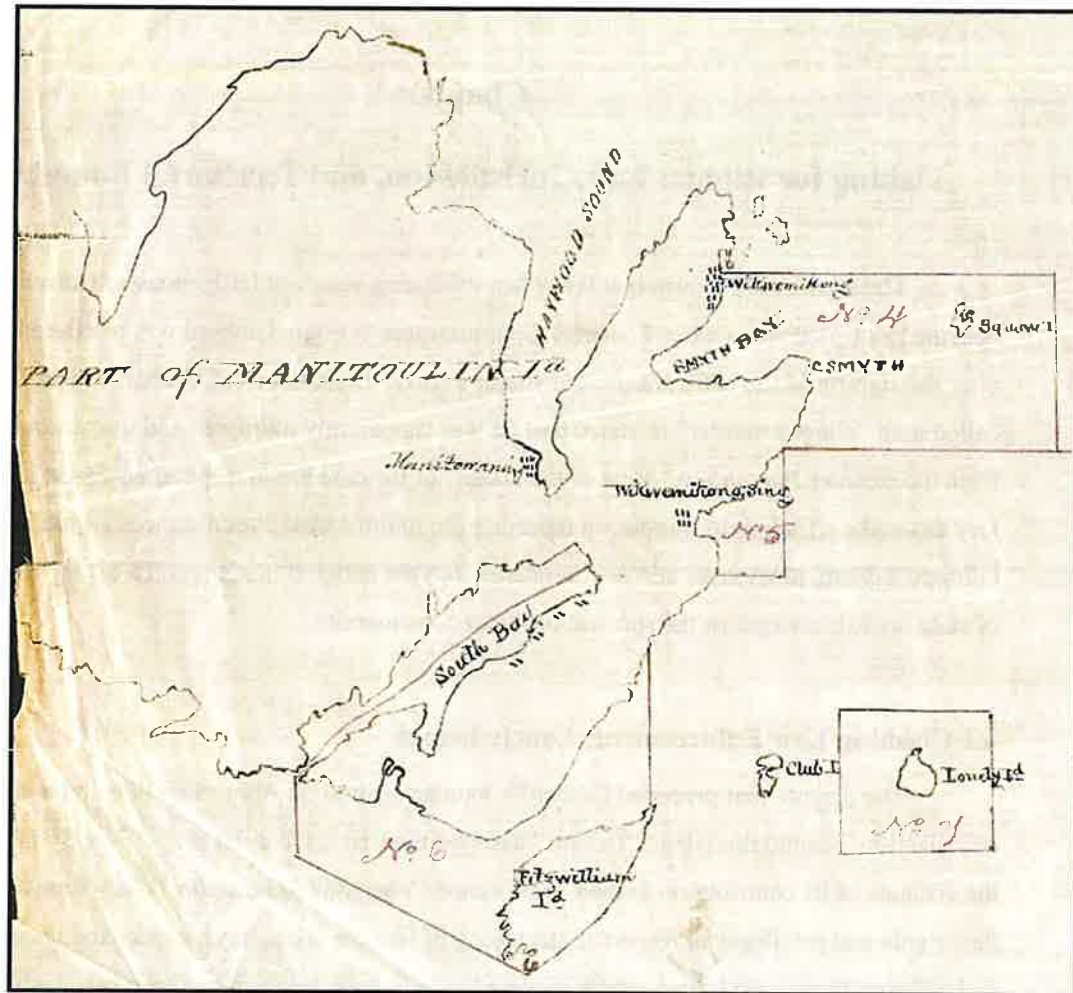 HAYWOOD SOUND
Wikwemikong
No. 4
Squaw I
SMYTH BAY
C SMYTH
PART of MANITOULIN Id
Manitowaning
Wikwemikongsing
No. 5
South Bay
Club I
Lonely Id
No. 7
No. 6
Fitzwilliam
Id